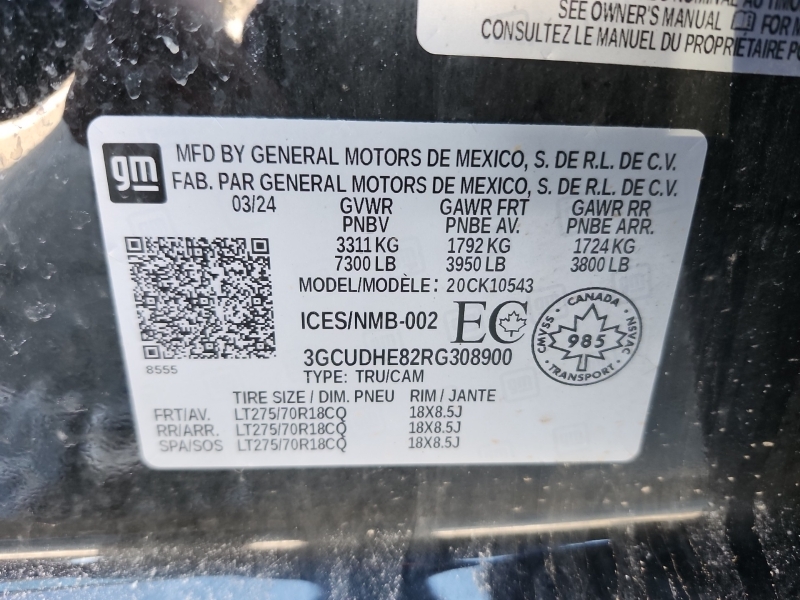 NOMINAL AU
SEE OWNER'S MANUAL FOR M
CONSULTEZ LE MANUEL DU PROPRIÉTAIRE PO
gm MFD BY GENERAL MOTORS DE MEXICO, S. DE R.L. DE C.V.
FAB. PAR GENERAL MOTORS DE MEXICO, S. DE R.L. DE C.V.
03/24 GVWR GAWR FRT GAWR RR
PNBV PNBE AV. PNBE ARR.
3311 KG 1792 KG 1724 KG
7300 LB 3950 LB 3800 LB
MODEL/MODÈLE: 20CK10543
ICES/NMB-002 EC
CANADA
CMVSS 985 NSVAC
TRANSPORT
3GCUDHE82RG308900
8555 TYPE: TRU/CAM
TIRE SIZE / DIM. PNEU RIM / JANTE
FRT/AV. LT275/70R18CQ 18X8.5J
RR/ARR. LT275/70R18CQ 18X8.5J
SPA/SOS LT275/70R18CQ 18X8.5J